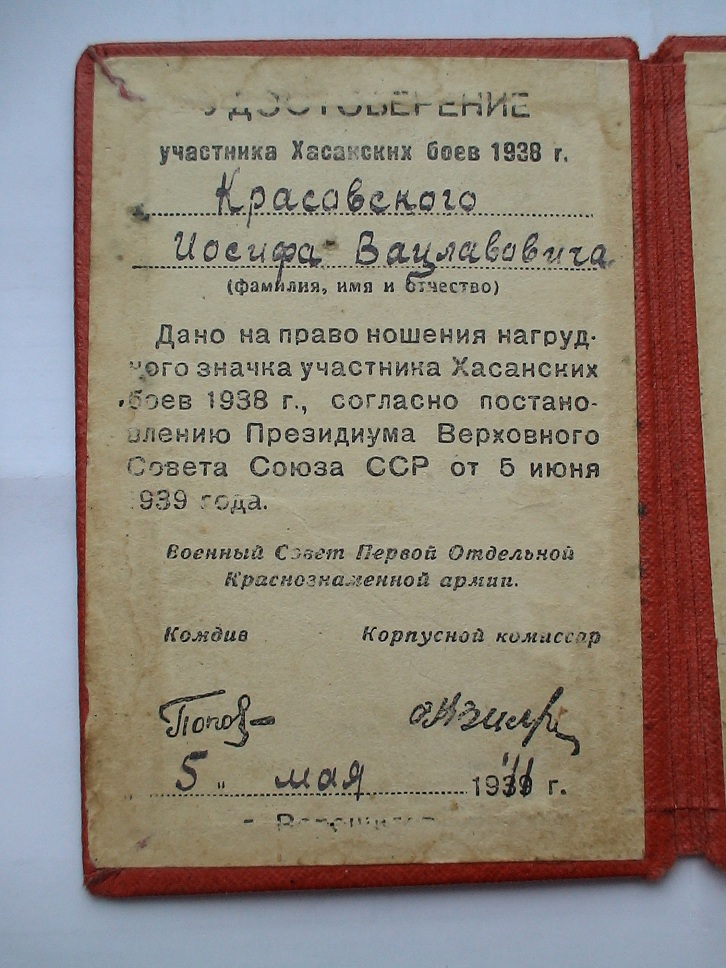 УДОСТОВЕРЕНИЕ
участника Хасанских боев 1938 г.
Красовского
Иосифа Вацлавовича
(фамилия, имя и отчество)
Дано на право ношения нагруд-
ного значка участника Хасанских
боев 1938 г., согласно постано-
влению Президиума Верховного
Совета Союза ССР от 5 июня
1939 года.
Военный Совет Первой Отдельной
Краснознаменной армии.
Комдив Корпусной комиссар
Попов
5 " мая 19 г.